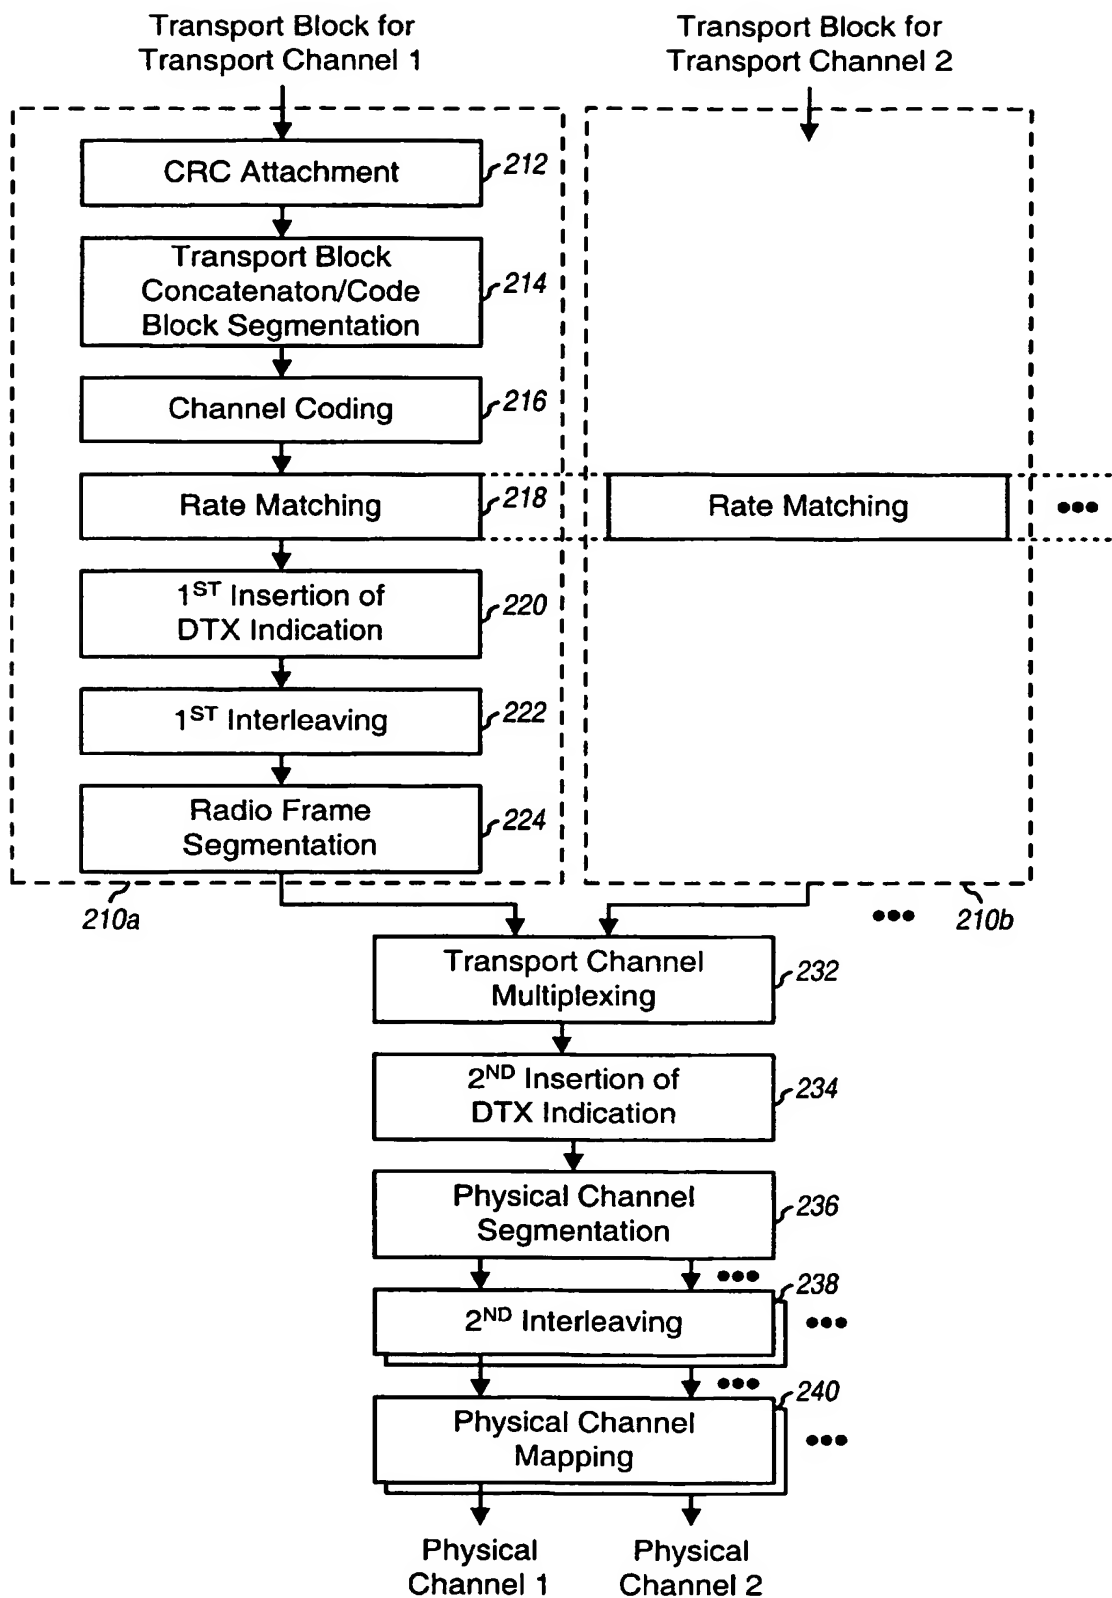 Transport Block for
Transport Channel 1
Transport Block for
Transport Channel 2
CRC Attachment
212
Transport Block
Concatenaton/Code
Block Segmentation
214
Channel Coding
216
Rate Matching
218
Rate Matching
1ST Insertion of
DTX Indication
220
1ST Interleaving
222
Radio Frame
Segmentation
224
210a
210b
Transport Channel
Multiplexing
232
2ND Insertion of
DTX Indication
234
Physical Channel
Segmentation
236
238
2ND Interleaving
240
Physical Channel
Mapping
Physical
Channel 1
Physical
Channel 2